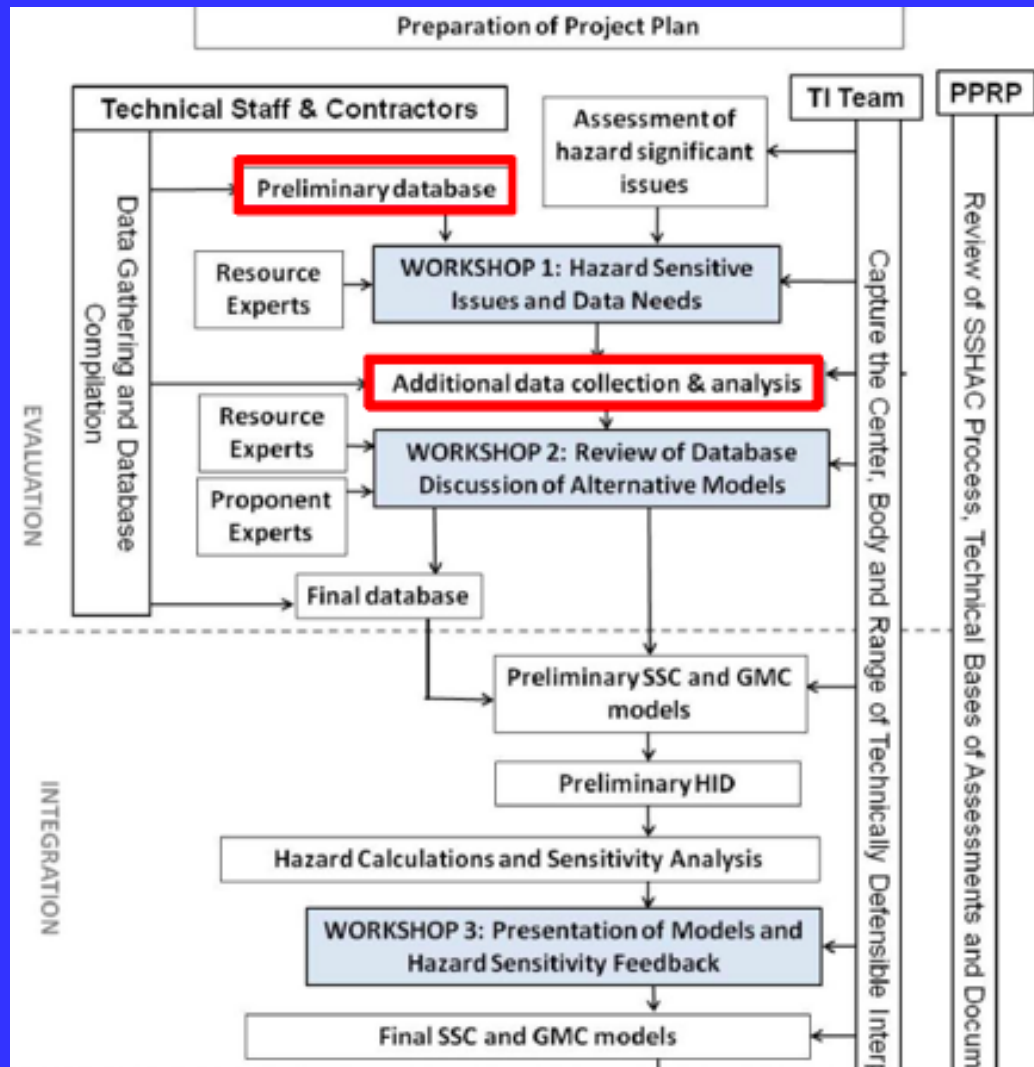 Preparation of Project Plan
Technical Staff & Contractors
TI Team
PPRP
Assessment of
hazard significant
issues
Preliminary database
Data Gathering and Database
Compilation
Resource
Experts
WORKSHOP 1: Hazard Sensitive
Issues and Data Needs
Additional data collection & analysis
EVALUATION
Resource
Experts
WORKSHOP 2: Review of Database
Discussion of Alternative Models
Proponent
Experts
Final database
Capture the Center, Body and Range of Technically Defensible
Review of SSHAC Process, Technical Bases of Assessments and
Preliminary SSC and GMC
models
Preliminary HID
INTEGRATION
Hazard Calculations and Sensitivity Analysis
WORKSHOP 3: Presentation of Models and
Hazard Sensitivity Feedback
Final SSC and GMC models